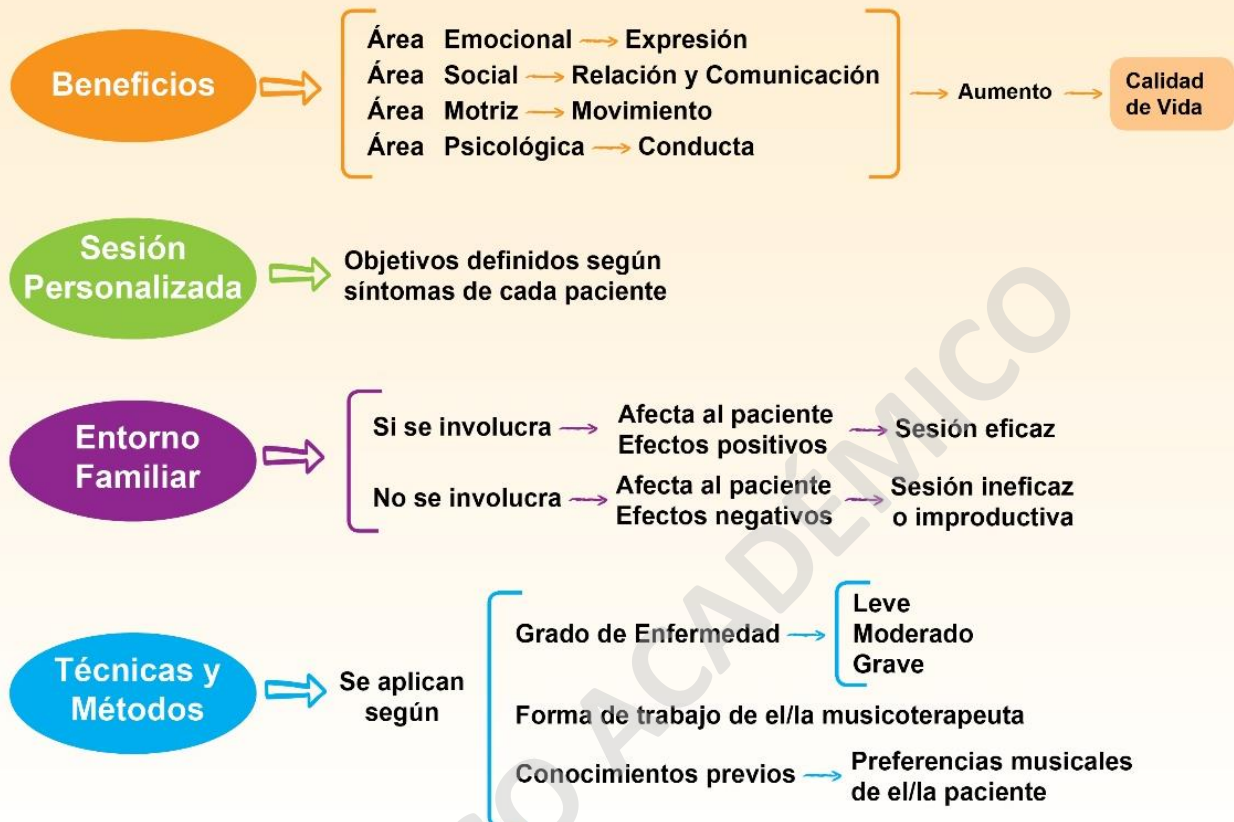 Beneficios
Área Emocional → Expresión
Área Social → Relación y Comunicación
Área Motriz → Movimiento
Área Psicológica → Conducta
→ Aumento →
Calidad
de Vida
Sesión
Personalizada
Objetivos definidos según
síntomas de cada paciente
Entorno
Familiar
Si se involucra →
Afecta al paciente
Efectos positivos
→ Sesión eficaz
No se involucra →
Afecta al paciente
Efectos negativos
→ Sesión ineficaz
o improductiva
Técnicas y
Métodos
Se aplican
según
Grado de Enfermedad →
Leve
Moderado
Grave
Forma de trabajo de el/la musicoterapeuta
Conocimientos previos →
Preferencias musicales
de el/la paciente
O ACADÉMICO